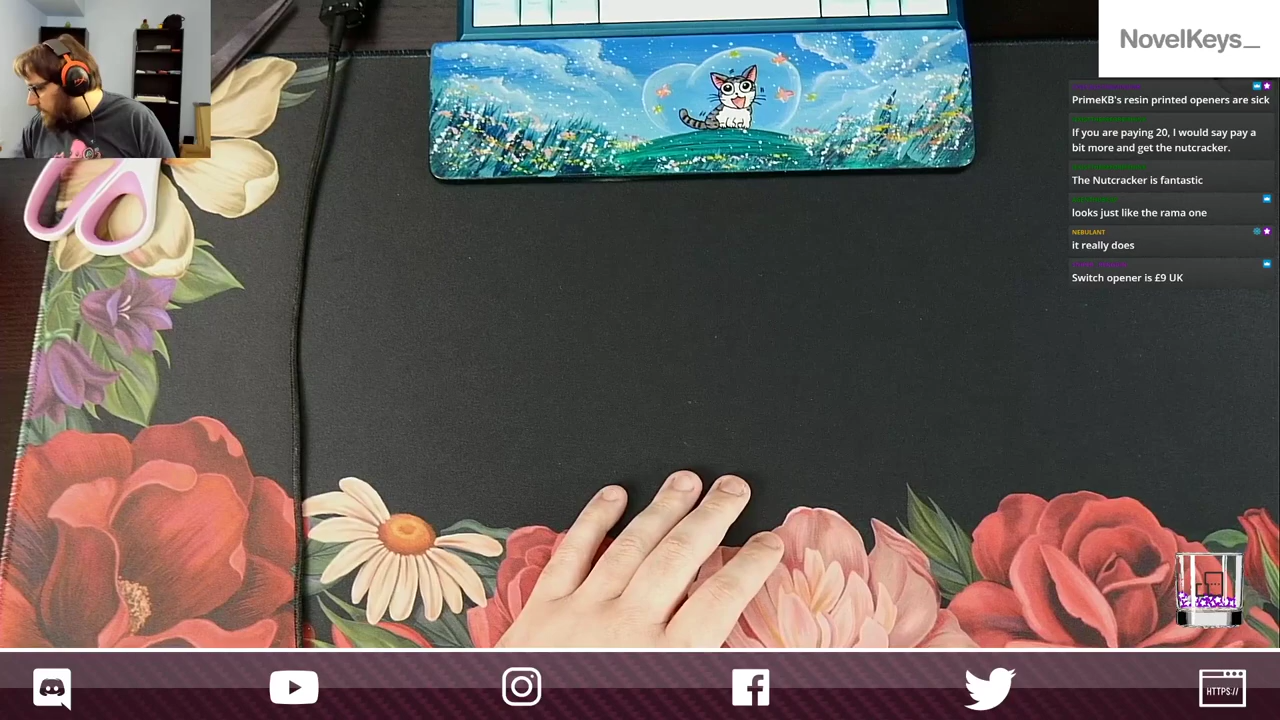 NovelKeys_
PrimeKB's resin printed openers are sick
If you are paying 20, I would say pay a
bit more and get the nutcracker.
The Nutcracker is fantastic
looks just like the rama one
NEBULANT
it really does
Switch opener is £9 UK
HTTPS://